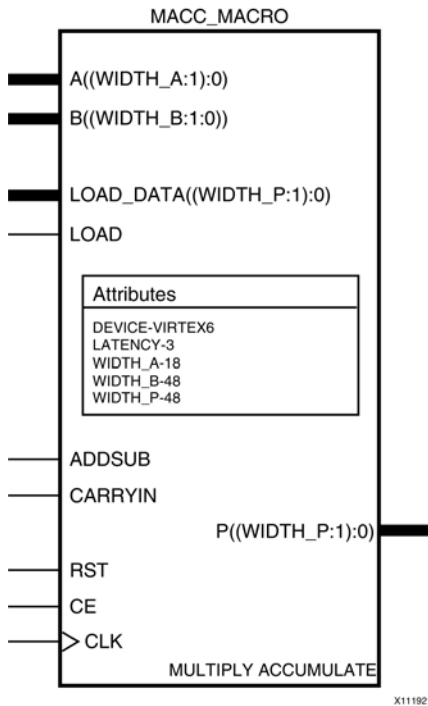 MACC_MACRO
A((WIDTH_A:1):0)
B((WIDTH_B:1:0))
LOAD_DATA((WIDTH_P:1):0)
LOAD
Attributes
DEVICE-VIRTEX6
LATENCY-3
WIDTH_A-18
WIDTH_B-48
WIDTH_P-48
ADDSUB
CARRYIN
P((WIDTH_P:1):0)
RST
CE
CLK
MULTIPLY ACCUMULATE
X11192